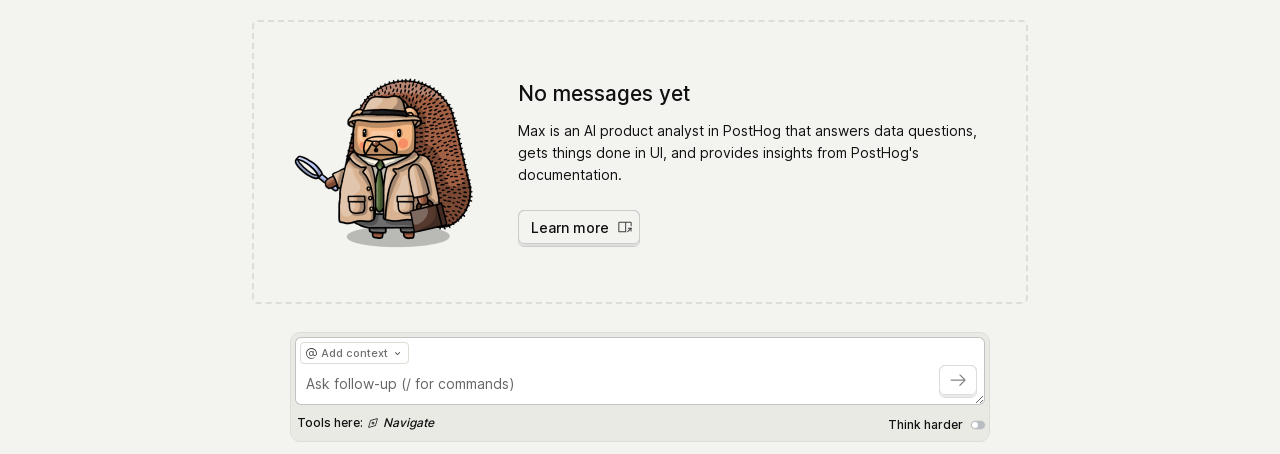 No messages yet
Max is an AI product analyst in PostHog that answers data questions,
gets things done in UI, and provides insights from PostHog's
documentation.
Learn more
@ Add context
Ask follow-up (/ for commands)
Tools here: Navigate
Think harder